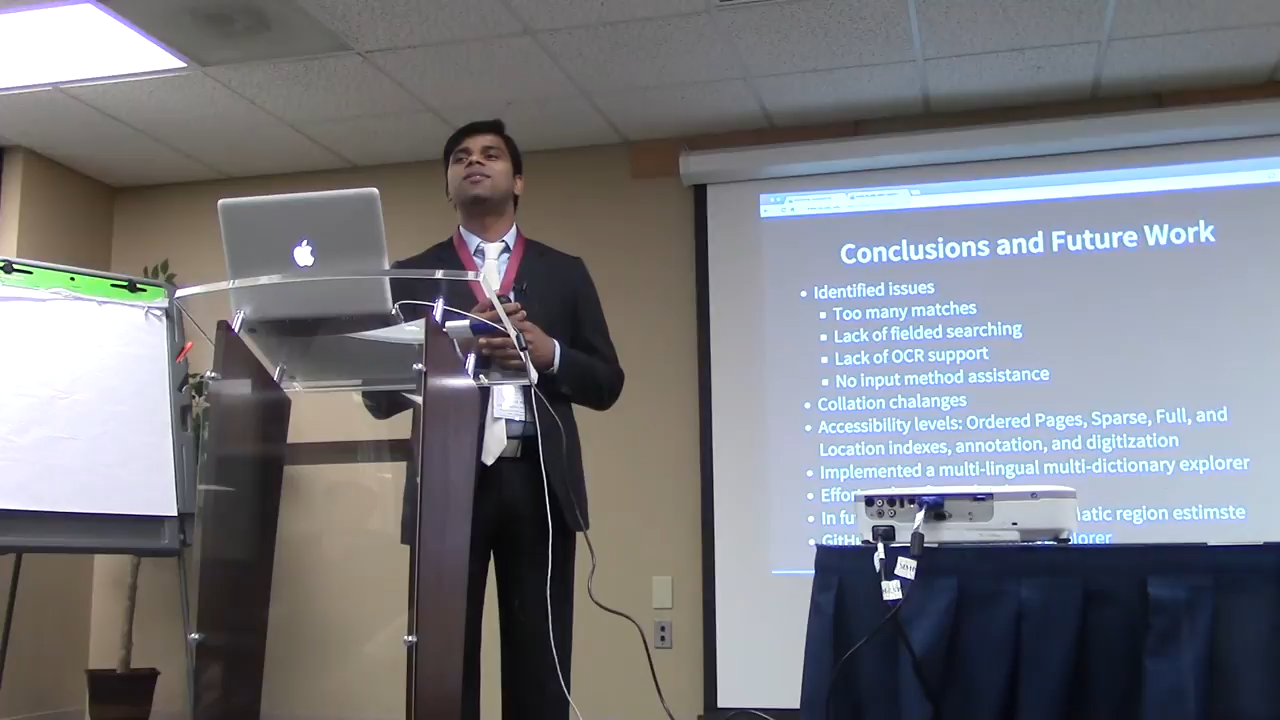 Conclusions and Future Work
• Identified issues
▪ Too many matches
▪ Lack of fielded searching
▪ Lack of OCR support
▪ No input method assistance
• Collation chalanges
• Accessibility levels: Ordered Pages, Sparse, Full, and
Location indexes, annotation, and digitization
• Implemented a multi-lingual multi-dictionary explorer
• In region estimste